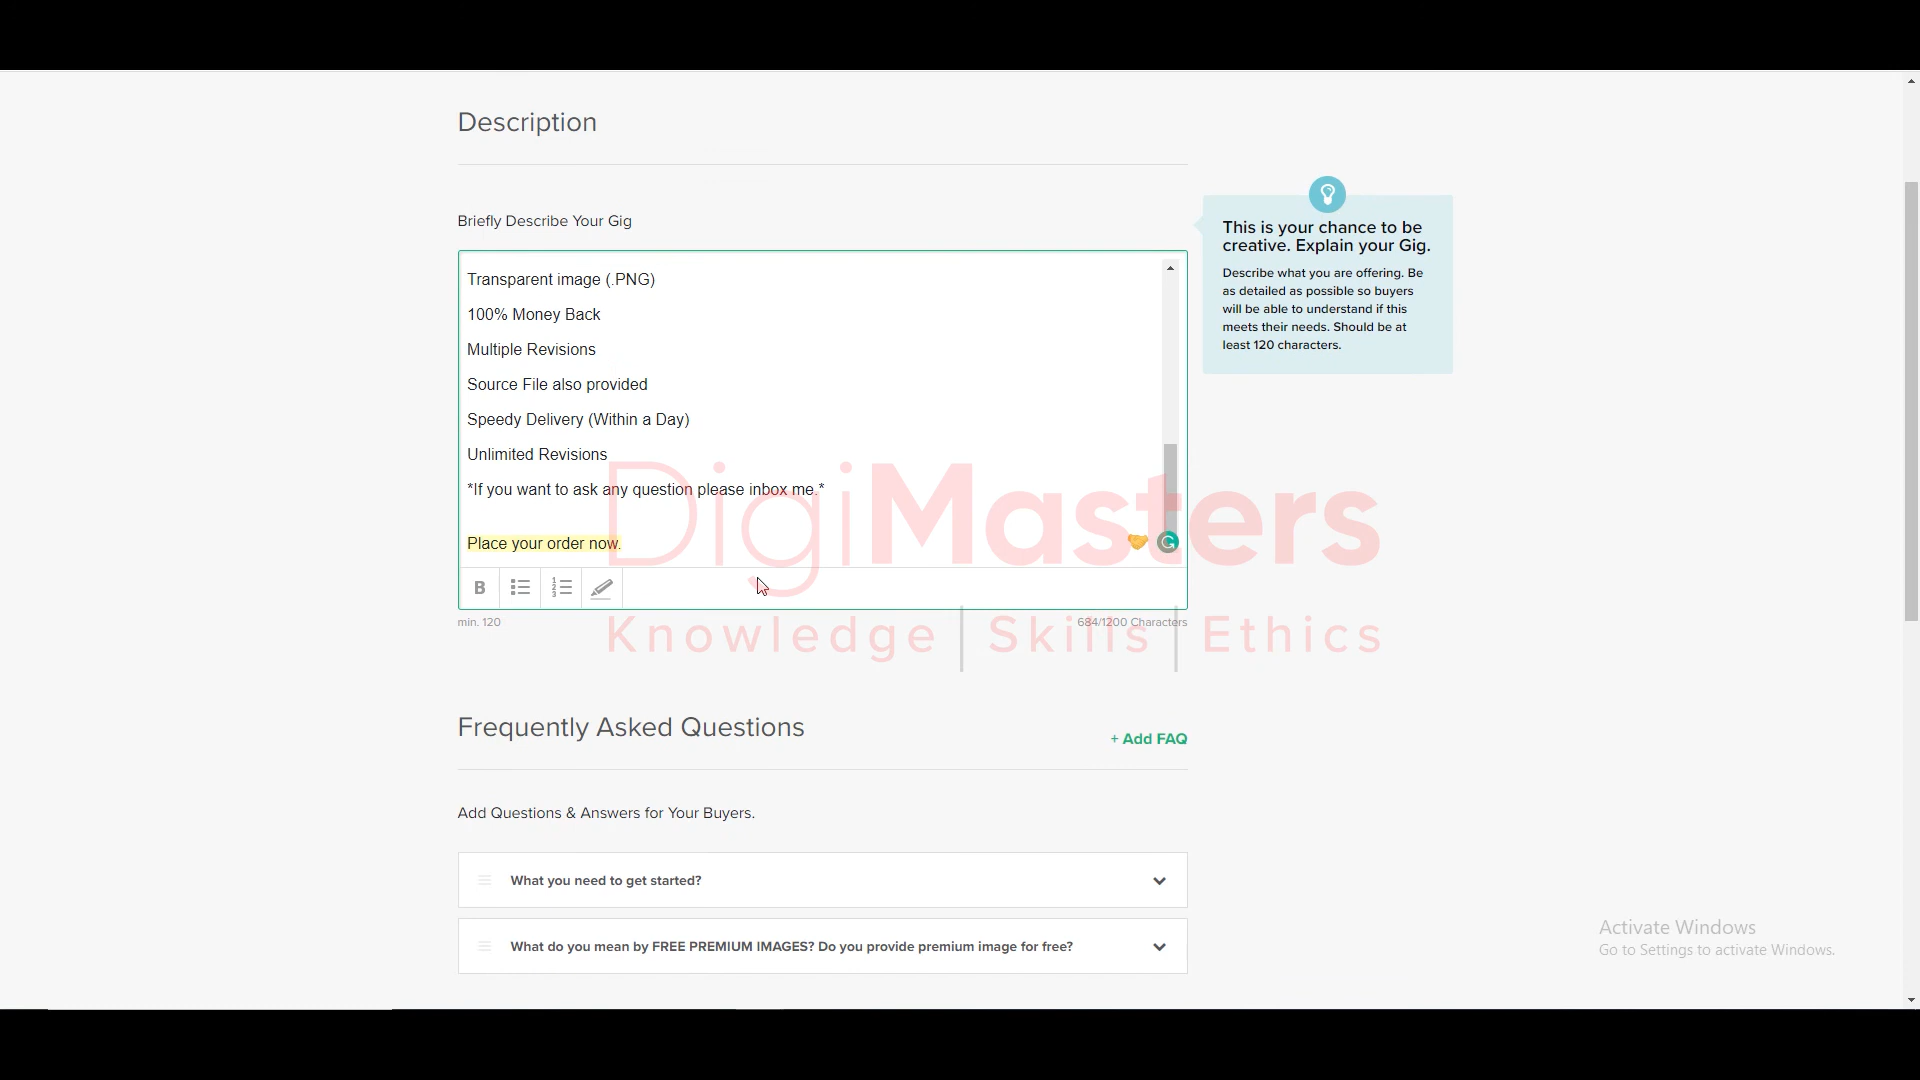 Description
Briefly Describe Your Gig
Transparent image (.PNG)
100% Money Back
Multiple Revisions
Source File also provided
Speedy Delivery (Within a Day)
Unlimited Revisions
*If you want to ask any question please inbox me.*
Place your order now.
B
min. 120
684/1200 Characters
This is your chance to be
creative. Explain your Gig.
Describe what you are offering. Be
as detailed as possible so buyers
will be able to understand if this
meets their needs. Should be at
least 120 characters.
DigiMasters
Knowledge | Skills | Ethics
Frequently Asked Questions
+ Add FAQ
Add Questions & Answers for Your Buyers.
What you need to get started?
What do you mean by FREE PREMIUM IMAGES? Do you provide premium image for free?
Activate Windows
Go to Settings to activate Windows.